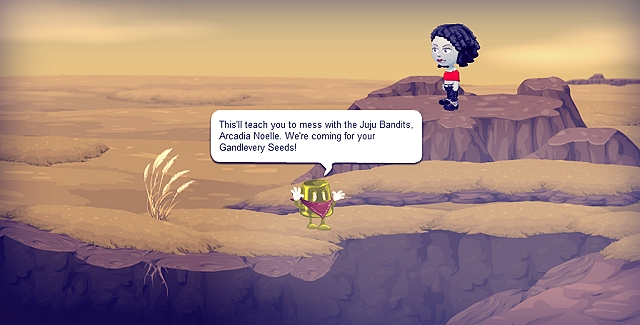 This'll teach you to mess with the Juju Bandits,
Arcadia Noelle. We're coming for your
Gandlevery Seeds!